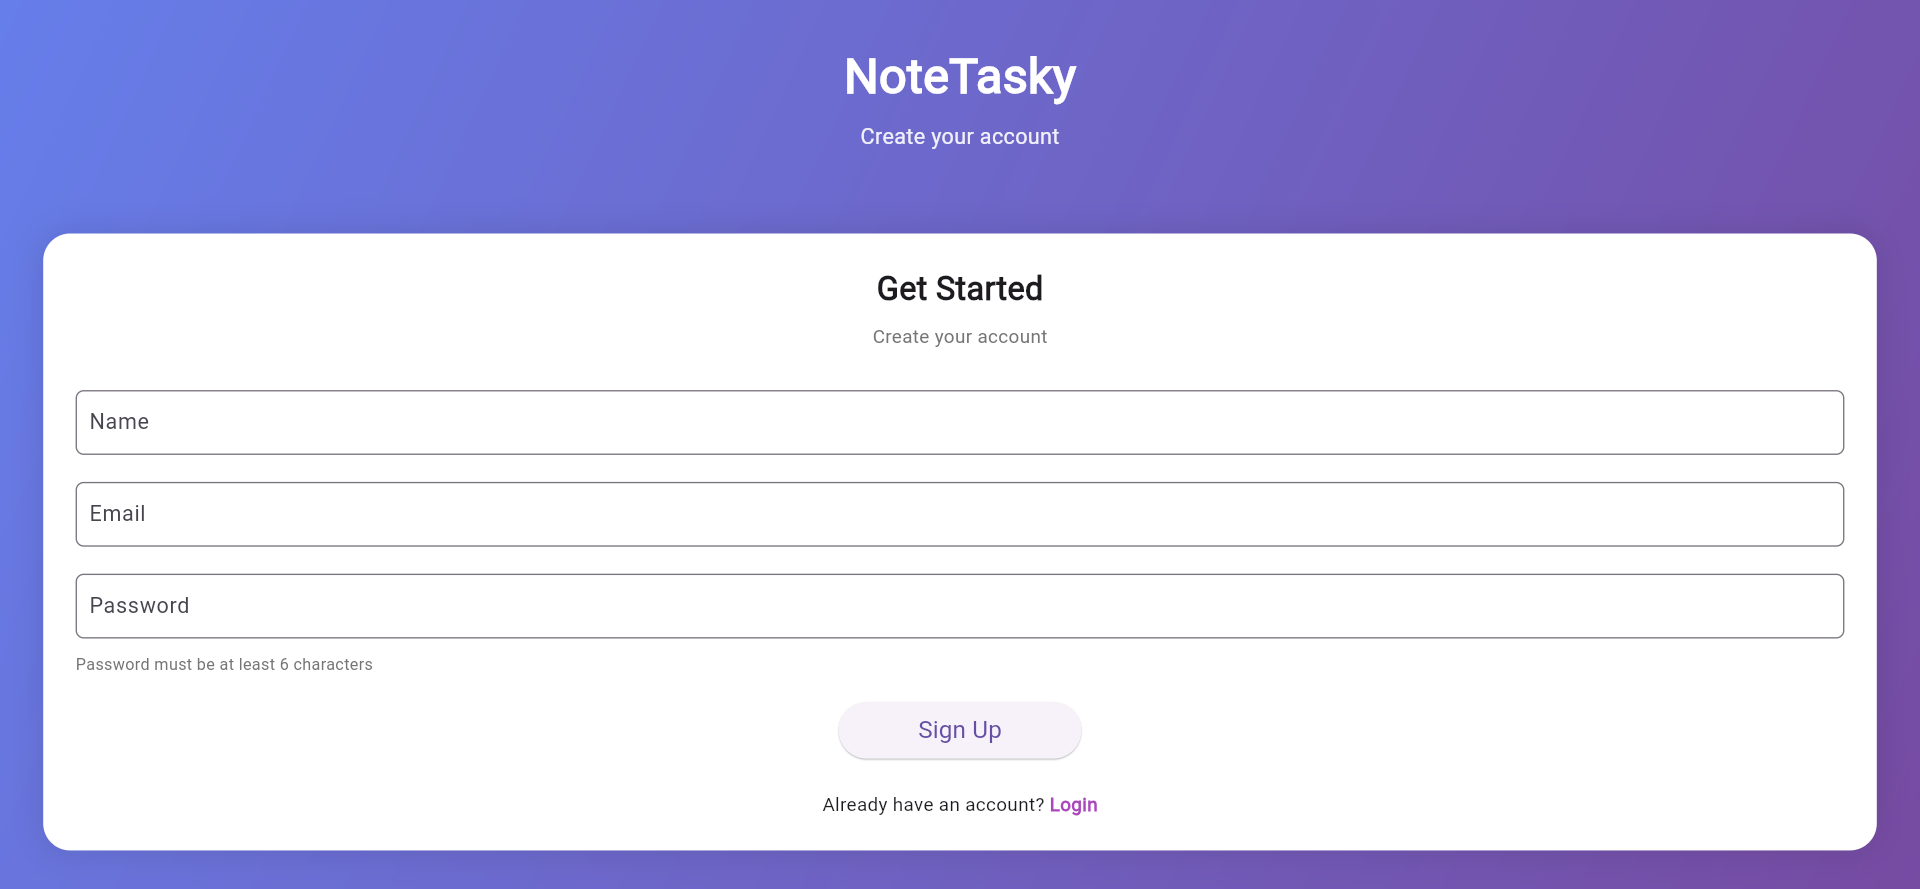 NoteTasky
Create your account
Get Started
Create your account
Name
Email
Password
Password must be at least 6 characters
Sign Up
Already have an account? Login